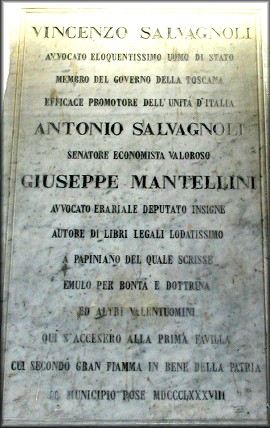 VINCENZO SALVAGNOLI
AVVOCATO ELOQUENTISSIMO UOMO DI STATO
MEMBRO DEL GOVERNO DELLA TOSCANA
EFFICACE PROMOTORE DELL'UNITÀ D'ITALIA
ANTONIO SALVAGNOLI
SENATORE ECONOMISTA VALOROSO
GIUSEPPE MANTELLINI
AVVOCATO ERARIALE DEPUTATO INSIGNE
AUTORE DI LIBRI LEGALI LODATISSIMO
A PAPINIANO DEL QUALE SCRISSE
EMULO PER BONTÀ E DOTTRINA
ED ALTRI VALENTUOMINI
QUI S'ACCESERO ALLA PRIMA FAVILLA
CUI SECONDO GRAN FIAMMA IN BENE DELLA PATRIA
MUNICIPIO POSE MDCCCLXXXVIII